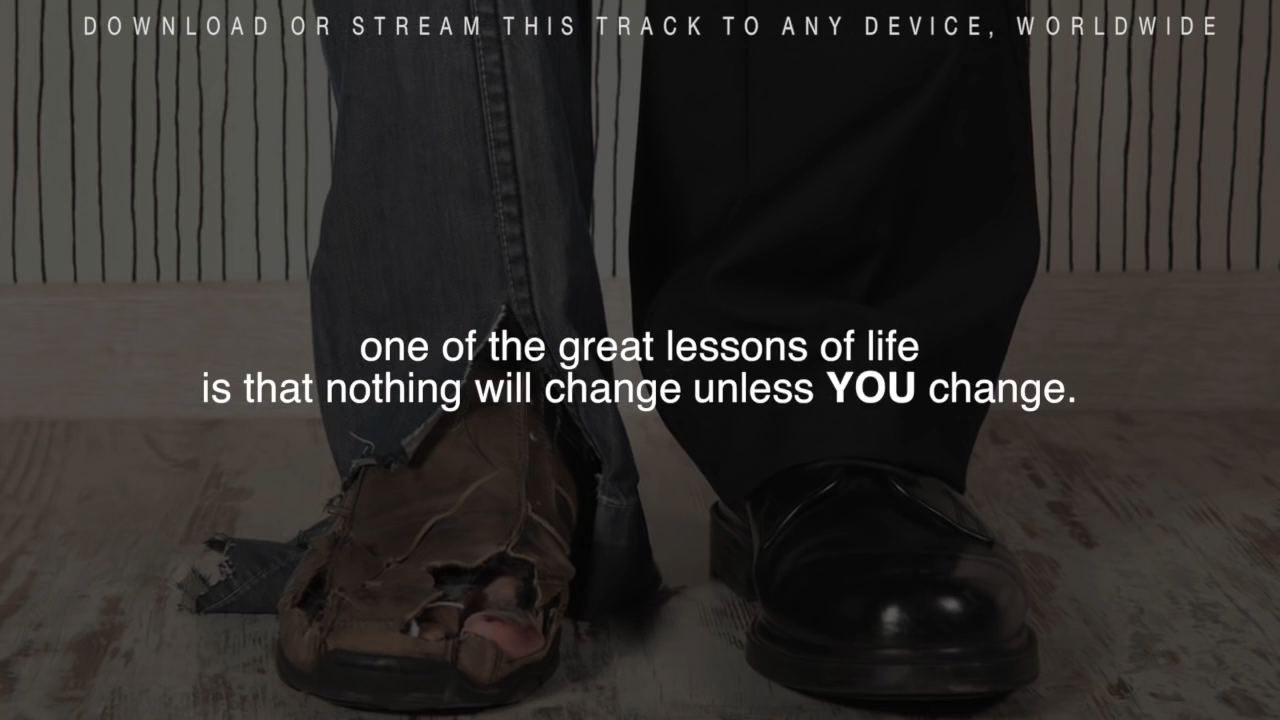 DOWNLOAD OR STREAM THIS TRACK TO ANY DEVICE, WORLDWIDE
one of the great lessons of life
is that nothing will change unless YOU change.